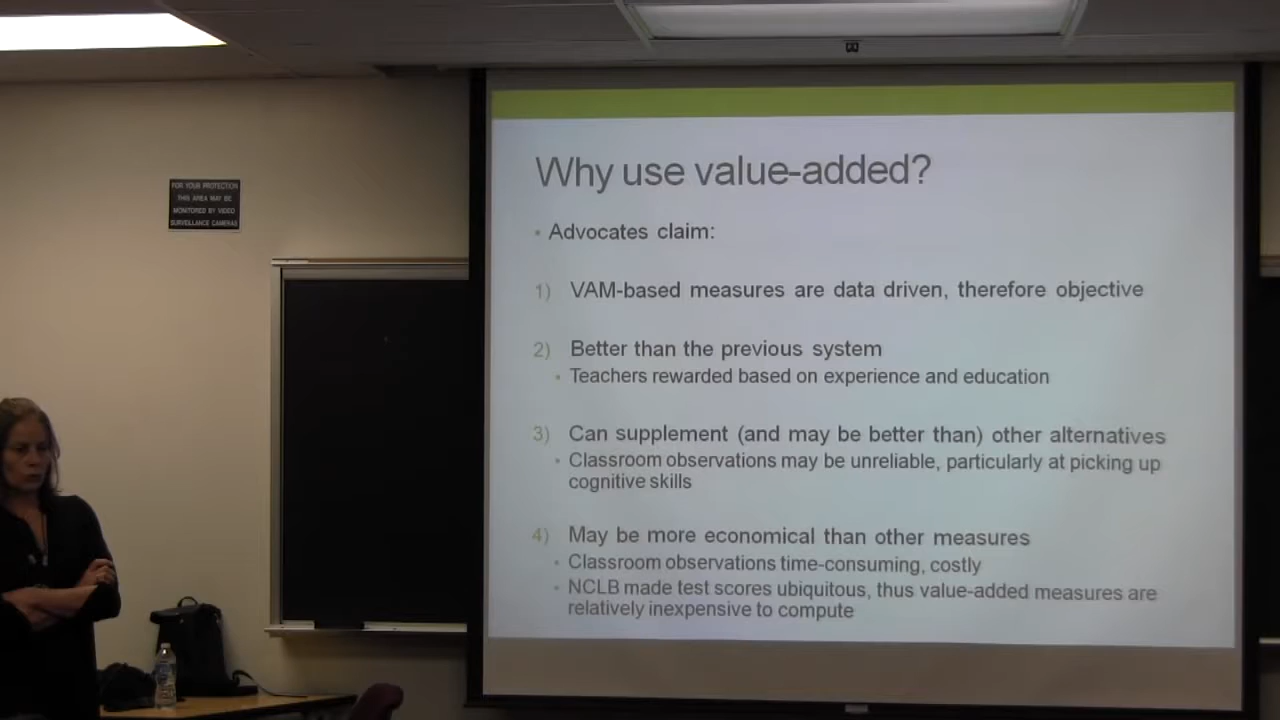 FOR YOUR PROTECTION
THIS AREA MAY BE
MONITORED BY VIDEO
SURVEILLANCE CAMERAS
Why use value-added?
• Advocates claim:
1) VAM-based measures are data driven, therefore objective
2) Better than the previous system
• Teachers rewarded based on experience and education
3) Can supplement (and may be better than) other alternatives
• Classroom observations may be unreliable, particularly at picking up
cognitive skills
4) May be more economical than other measures
• Classroom observations time-consuming, costly
• NCLB made test scores ubiquitous, thus value-added measures are
relatively inexpensive to compute